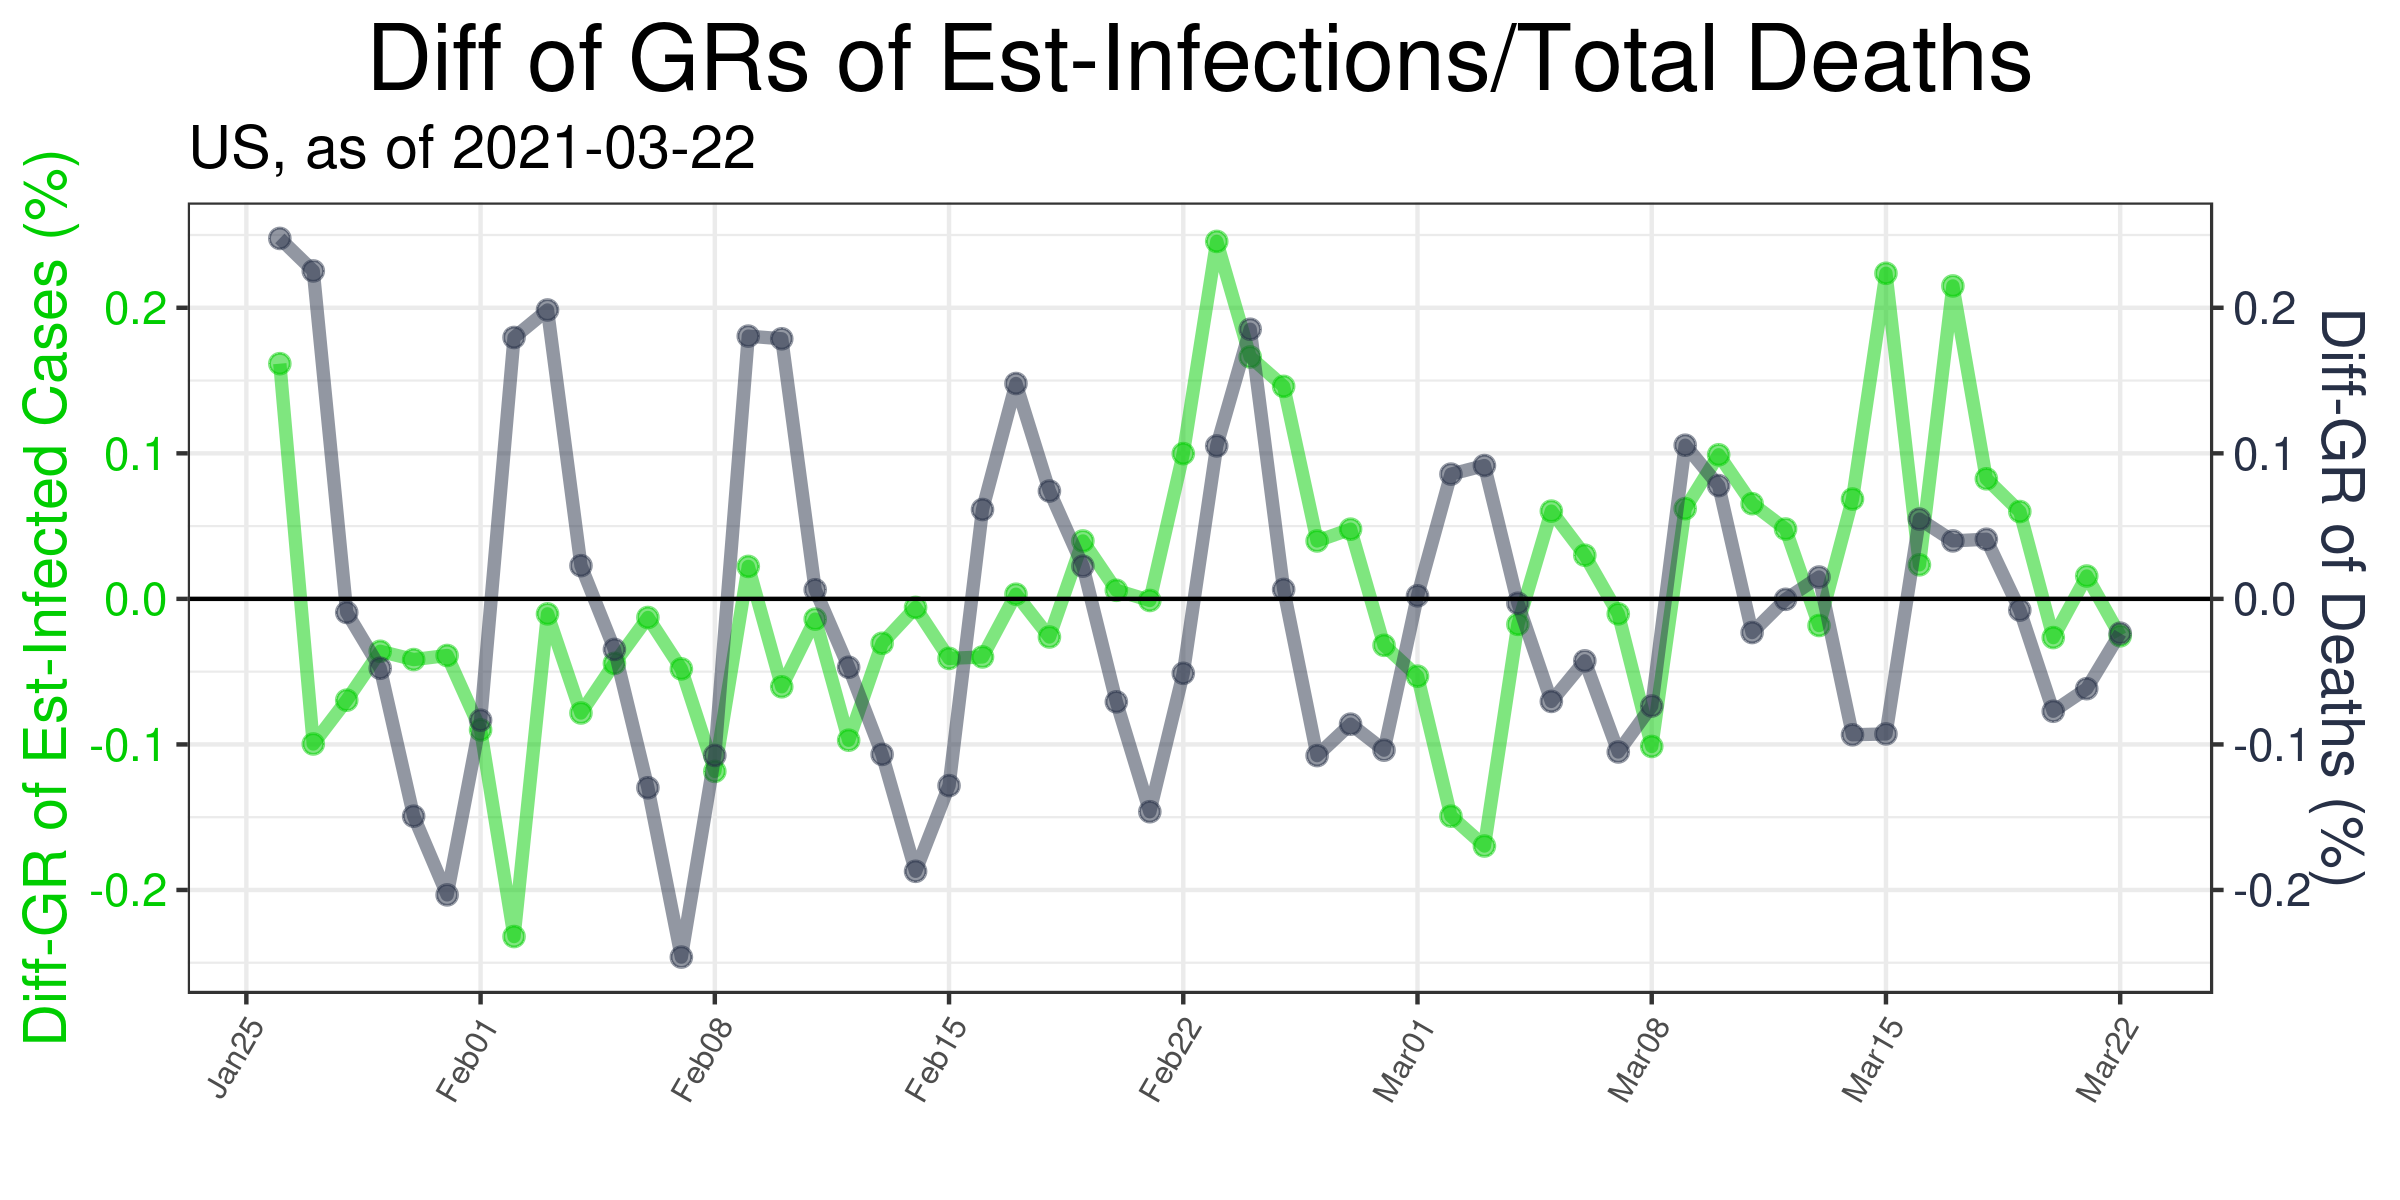 Diff of GRs of Est-Infections/Total Deaths
US, as of 2021-03-22
Diff-GR of Est-Infected Cases (%)
0.2
0.1
0.0
-0.1
-0.2
0.2
0.1
0.0
-0.1
-0.2
Diff-GR of Deaths (%)
Jan25
Feb01
Feb08
Feb15
Feb22
Mar01
Mar08
Mar15
Mar22